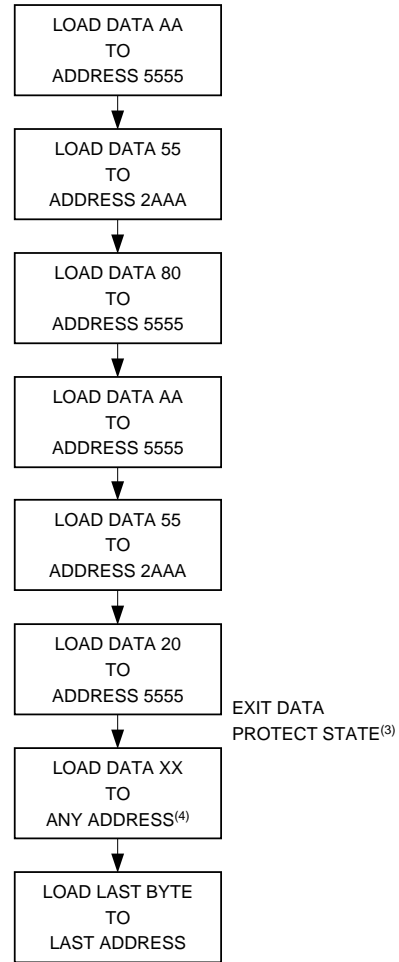 LOAD DATA AA
TO
ADDRESS 5555
LOAD DATA 55
TO
ADDRESS 2AAA
LOAD DATA 80
TO
ADDRESS 5555
LOAD DATA AA
TO
ADDRESS 5555
LOAD DATA 55
TO
ADDRESS 2AAA
LOAD DATA 20
TO
ADDRESS 5555
EXIT DATA
PROTECT STATE(3)
LOAD DATA XX
TO
ANY ADDRESS(4)
LOAD LAST BYTE
TO
LAST ADDRESS